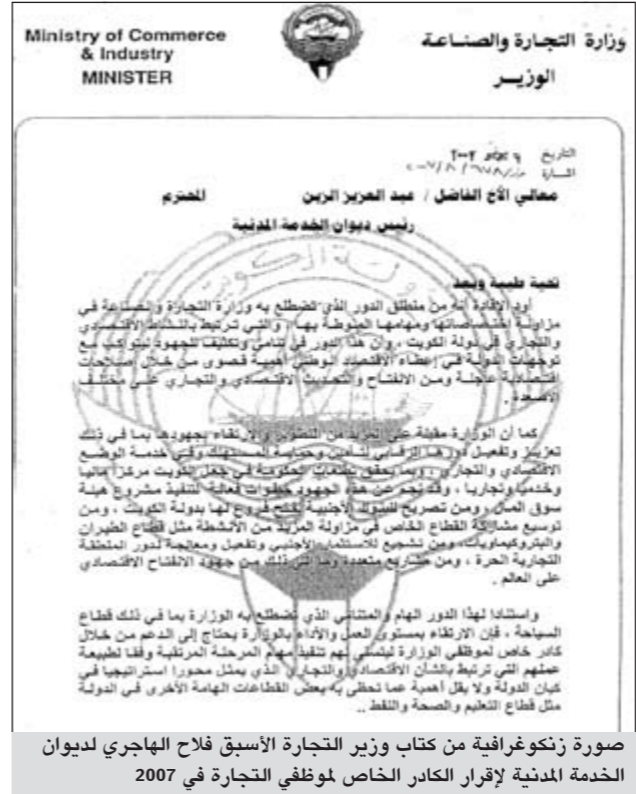 Ministry of Commerce
& Industry
MINISTER
وزارة التجارة والصناعة
الوزير
التاريخ
معالي الأخ الفاضل / عبد العزيز الزبن المحترم
رئيس ديوان الخدمة المدنية
تحية طيبة وبعد
أود الافادة أنه من منطلق الدور الذي تضطلع به وزارة التجارة والصناعة في
مزاولة اختصاصاتها ومهامها المنوطة بها ، والتي ترتبط بالنشاط الاقتصادي
والتجاري في دولة الكويت ، وأن هذا الدور في تنامي وتكثيف للجهود ليتواكب مع
توجهات الدولة في إعطاء الاقتصاد الوطني أهمية قصوى من خلال إصلاحات
اقتصادية عاجلة ومن الانفتاح والتحديث الاقتصادي والتجاري على مختلف
الأصعدة .
كما أن الوزارة مقبلة على المزيد من التطوير والارتقاء بجهودها بما في ذلك
تعزيز وتفعيل دورها الرقابي لتأمين وحماية المستهلك وفي خدمة الوضع
الاقتصادي والتجاري ، وبما يحقق تطلعات الحكومة في جعل الكويت مركزا ماليا
وخدميا وتجاريا ، وقد نجم عن هذه الجهود خطوات فعالة لتنفيذ مشروع هيئة
سوق المال ، ومن تصريح للبنوك الأجنبية لفتح فروع لها بدولة الكويت ، ومن
توسيع مشاركة القطاع الخاص في مزاولة المزيد من الأنشطة مثل قطاع الطيران
والبتروكيماويات، ومن تشجيع للاستثمار الأجنبي وتفعيل ومعالجة لدور المنطقة
التجارية الحرة ، ومن مشاريع متعددة وما إلى ذلك من جهود الانفتاح الاقتصادي
على العالم .
واستنادا لهذا الدور الهام والمتنامي الذي تضطلع به الوزارة بما في ذلك قطاع
السياحة ، فإن الارتقاء بمستوى العمل والأداء بالوزارة يحتاج إلى الدعم من خلال
كادر خاص لموظفي الوزارة ليتسنى لهم تنفيذ مهام المرحلة المرتقبة وفقا لطبيعة
عملهم التي ترتبط بالشأن الاقتصادي والتجاري الذي يمثل محورا استراتيجيا في
كيان الدولة ولا يقل أهمية عما تحظى به بعض القطاعات الهامة الأخرى في الدولة
مثل قطاع التعليم والصحة والنفط ..
صورة زنكوغرافية من كتاب وزير التجارة الأسبق فلاح الهاجري لديوان
الخدمة المدنية لإقرار الكادر الخاص لموظفي التجارة في 2007